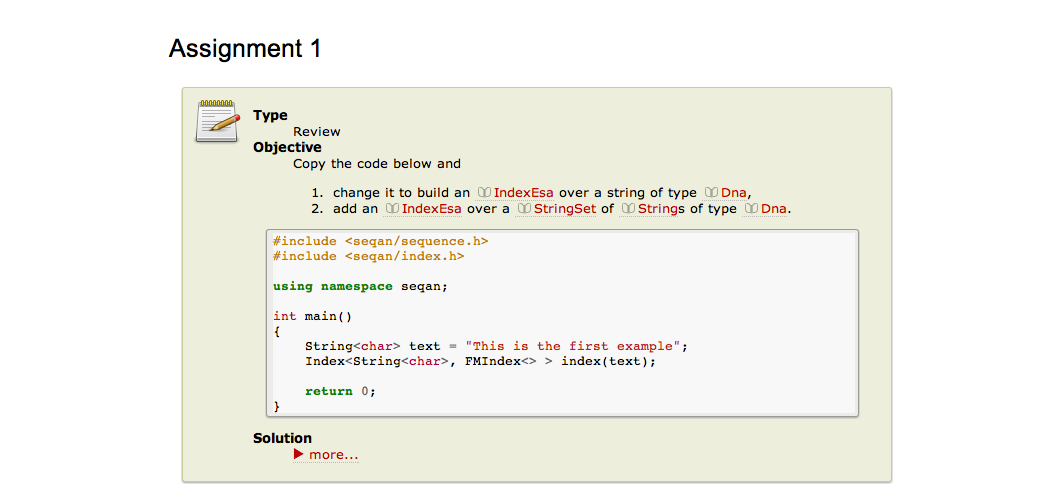 Assignment 1
Type
Review
Objective
Copy the code below and
1. change it to build an IndexEsa over a string of type Dna,
2. add an IndexEsa over a StringSet of Strings of type Dna.
#include <seqan/sequence.h>
#include <seqan/index.h>
using namespace seqan;
int main()
{
    String<char> text = "This is the first example";
    Index<String<char>, FMIndex<> > index(text);
    return 0;
}
Solution
more...